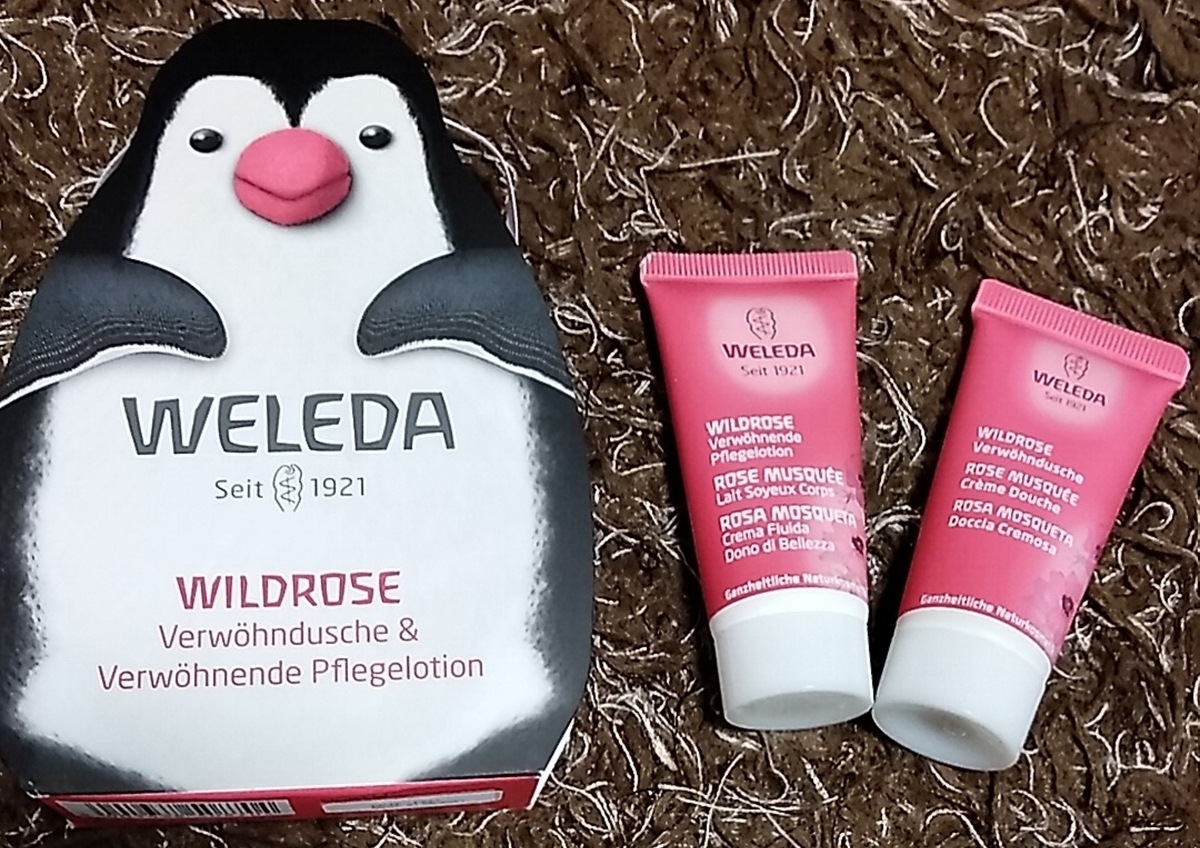 WELEDA
Seit 1921
WILDROSE
Verwöhndusche &
Verwöhnende Pflegelotion
WELEDA
Seit 1921
WILDROSE
Verwöhnende
Pflegelotion
ROSE MUSQUÉE
Lait Soyeux Corps
ROSA MOSQUETA
Crema Fluida
Dono di Bellezza
Ganzheitliche
WELEDA
Seit 1921
WILDROSE
Verwöhndusche
ROSE MUSQUÉE
Crème Douche
ROSA MOSQUETA
Doccia Cremosa
Ganzheitliche